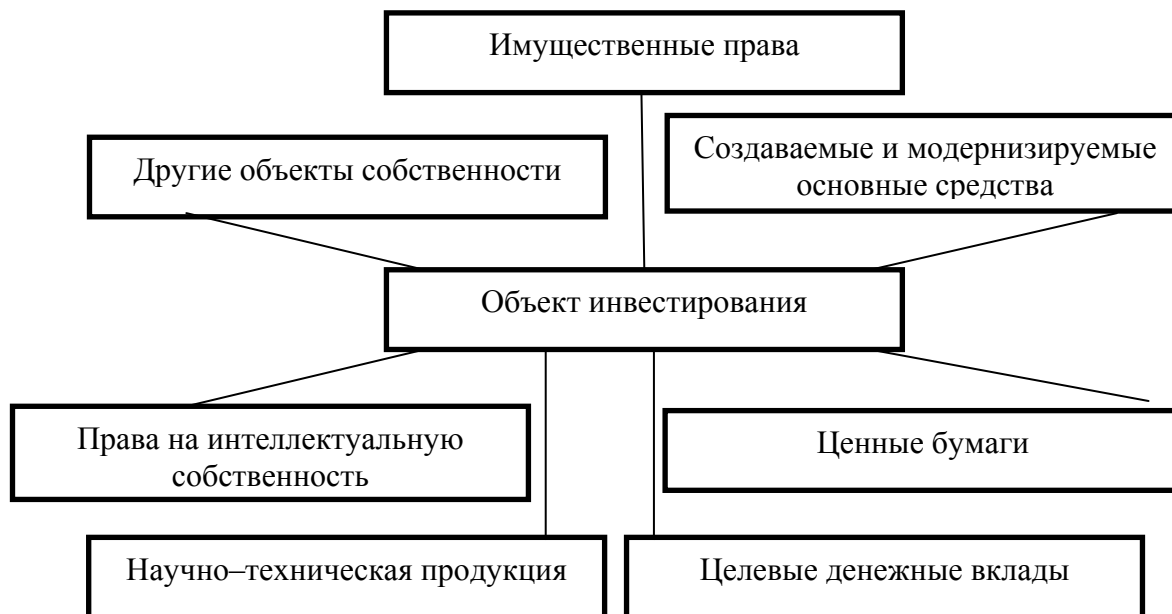 Имущественные права
Другие объекты собственности
Создаваемые и модернизируемые
основные средства
Объект инвестирования
Права на интеллектуальную
собственность
Ценные бумаги
Научно–техническая продукция
Целевые денежные вклады